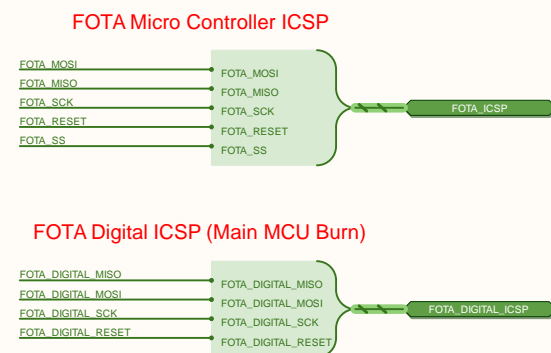 FOTA Micro Controller ICSP
FOTA_MOSI
FOTA_MISO
FOTA_SCK
FOTA_RESET
FOTA_SS
FOTA_MOSI
FOTA_MISO
FOTA_SCK
FOTA_RESET
FOTA_SS
FOTA_ICSP
FOTA Digital ICSP (Main MCU Burn)
FOTA_DIGITAL_MISO
FOTA_DIGITAL_MOSI
FOTA_DIGITAL_SCK
FOTA_DIGITAL_RESET
FOTA_DIGITAL_MISO
FOTA_DIGITAL_MOSI
FOTA_DIGITAL_SCK
FOTA_DIGITAL_RESET
FOTA_DIGITAL_ICSP